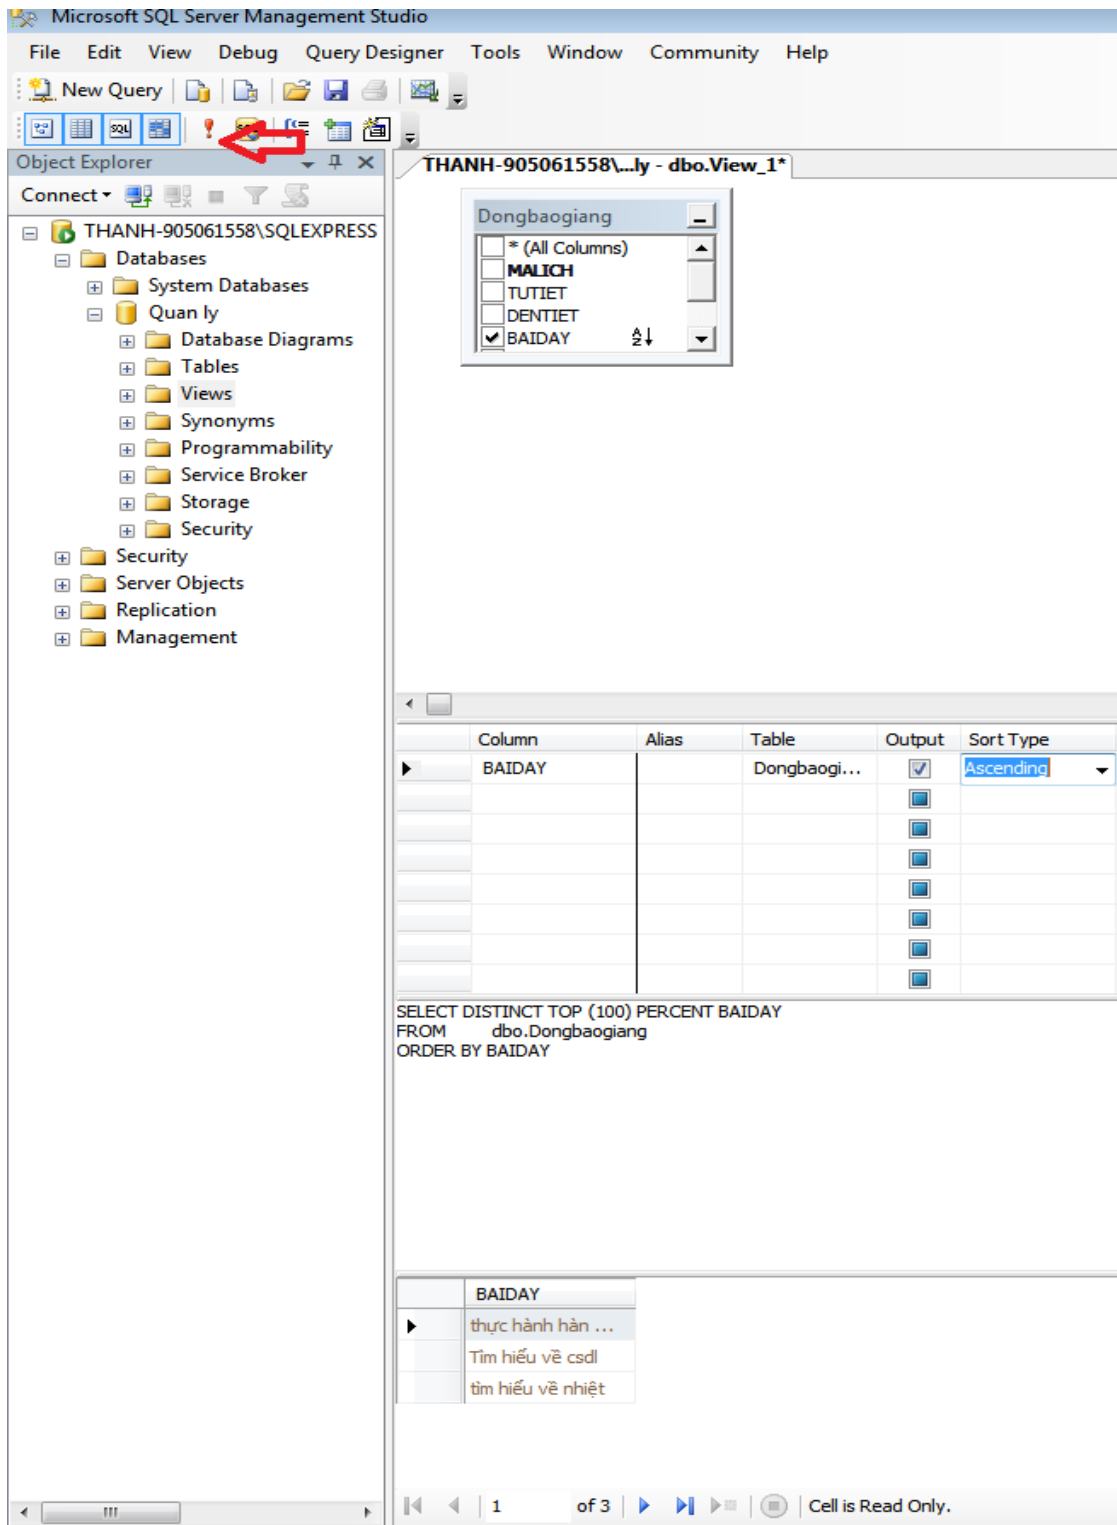 Microsoft SQL Server Management Studio
File Edit View Debug Query Designer Tools Window Community Help
New Query
SQL
Object Explorer
THANH-905061558\...ly - dbo.View_1*
Connect
THANH-905061558\SQLEXPRESS
Databases
System Databases
Quan ly
Database Diagrams
Tables
Views
Synonyms
Programmability
Service Broker
Storage
Security
Security
Server Objects
Replication
Management
Dongbaogiang
* (All Columns)
MALICH
TUTIET
DENTIET
BAIDAY
Column Alias Table Output Sort Type
BAIDAY Dongbaogi... Ascending
SELECT DISTINCT TOP (100) PERCENT BAIDAY
FROM dbo.Dongbaogiang
ORDER BY BAIDAY
BAIDAY
thực hành hàn ...
Tìm hiểu về csdl
tìm hiểu về nhiệt
1 of 3 Cell is Read Only.